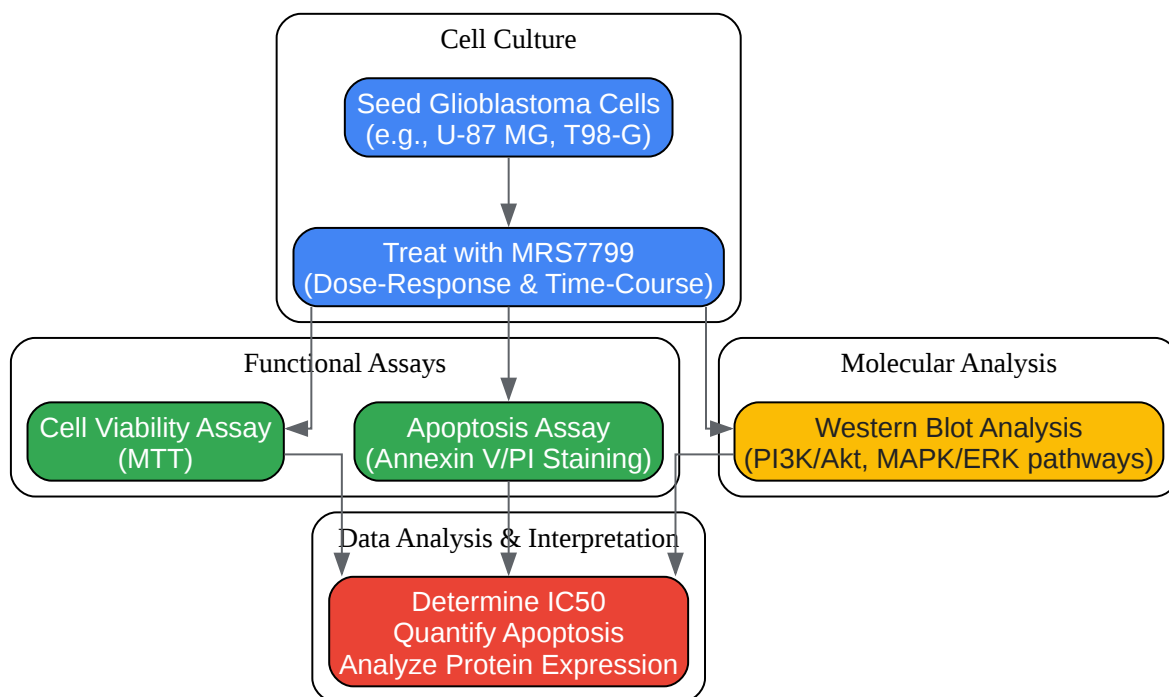 Cell Culture
Seed Glioblastoma Cells
(e.g., U-87 MG, T98-G)
Treat with MRS7799
(Dose-Response & Time-Course)
Functional Assays
Molecular Analysis
Cell Viability Assay
(MTT)
Apoptosis Assay
(Annexin V/PI Staining)
Western Blot Analysis
(PI3K/Akt, MAPK/ERK pathways)
Data Analysis & Interpretation
Determine IC50
Quantify Apoptosis
Analyze Protein Expression